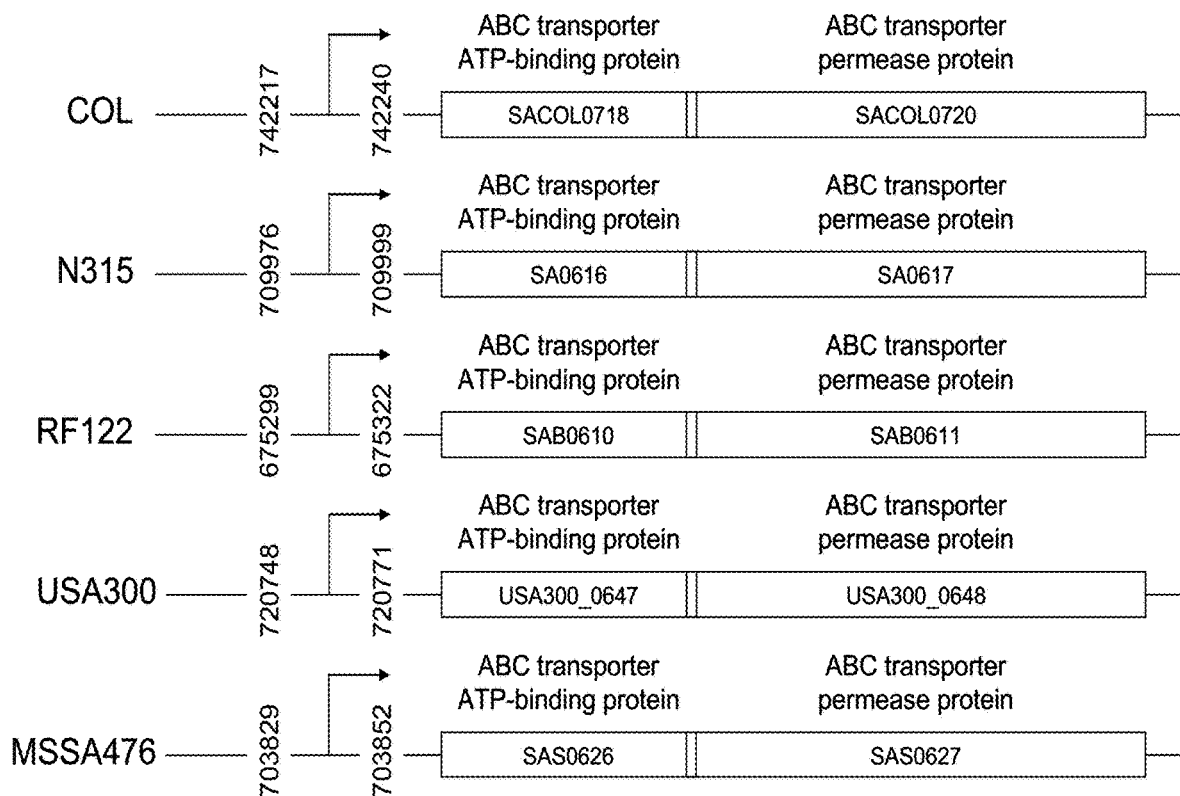 ABC transporter
ATP-binding protein
ABC transporter
permease protein
COL
742217
742240
SACOL0718
SACOL0720
ABC transporter
ATP-binding protein
ABC transporter
permease protein
N315
709976
709999
SA0616
SA0617
ABC transporter
ATP-binding protein
ABC transporter
permease protein
RF122
675299
675322
SAB0610
SAB0611
ABC transporter
ATP-binding protein
ABC transporter
permease protein
USA300
720748
720771
USA300_0647
USA300_0648
ABC transporter
ATP-binding protein
ABC transporter
permease protein
MSSA476
703829
703852
SAS0626
SAS0627